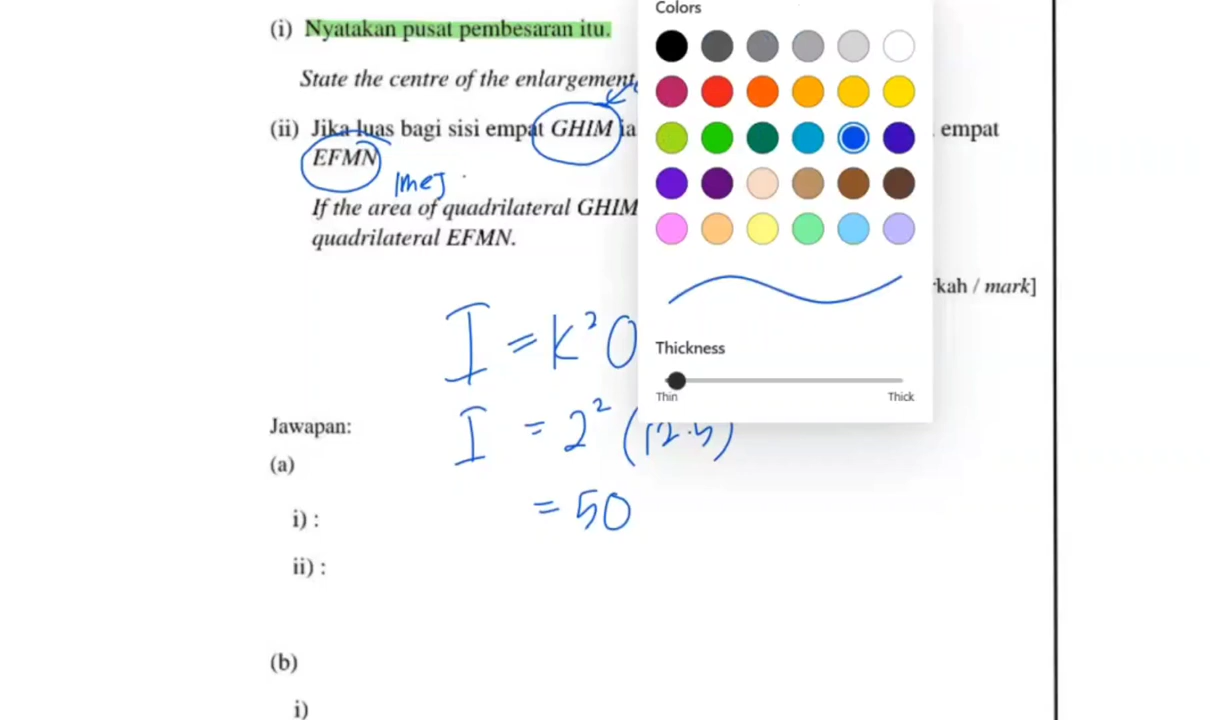 Colors
(i) Nyatakan pusat pembesaran itu.
State the centre of the enlargement.
(ii) Jika luas bagi sisi empat GHIM ia
empat
EFMN
Imej
If the area of quadrilateral GHIM
quadrilateral EFMN.
kah / mark]
I = k²O
Thickness
Thin
Thick
Jawapan:
I = 2² (12.5)
(a)
= 50
i) :
ii) :
(b)
i)